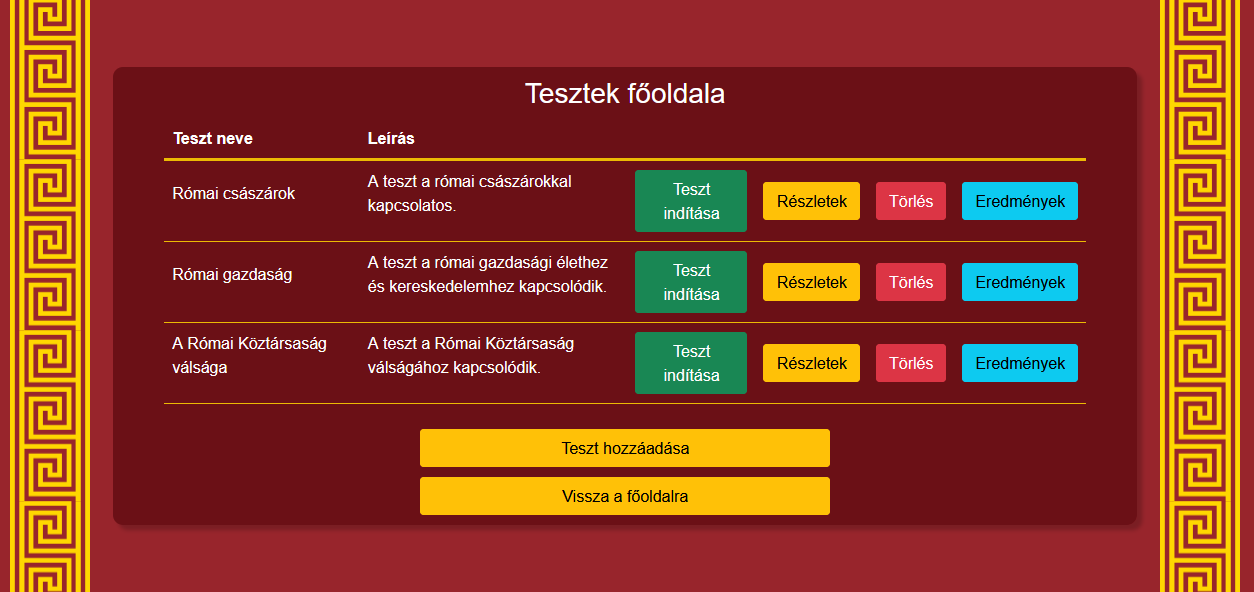 Tesztek főoldala
Teszt neve Leírás
Római császárok
A teszt a római császárokkal
kapcsolatos.
Teszt
indítása
Részletek Törlés Eredmények
Római gazdaság
A teszt a római gazdasági élethez
és kereskedelemhez kapcsolódik.
Teszt
indítása
Részletek Törlés Eredmények
A Római Köztársaság
válsága
A teszt a Római Köztársaság
válságához kapcsolódik.
Teszt
indítása
Részletek Törlés Eredmények
Teszt hozzáadása
Vissza a főoldalra